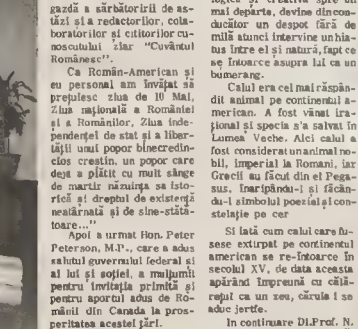 gazdă a sărbătoririi de as-
tăzi și a redactorilor, cola-
boratorilor și cititorilor cu-
noscutului ziar "Cuvântul
Românesc".
Ca Român-American și
eu personal am învățat să
prețuiesc ziua de 10 Mai,
Ziua națională a României
și a Românilor, Ziua inde-
pendenței de stat și a liber-
tății unui popor binecredin-
cios creștin, un popor care
deja a plătit cu mult sânge
de martir năzuința sa isto-
rică și dreptul de existență
neatârnată și de sine-stătă-
toare..."
Apoi a urmat Hon. Peter
Peterson, M.P., care a adus
salutul guvernului federal și
al lui și soției, a mulțumit
pentru invitația primită și
pentru aportul adus de Ro-
mânii din Canada la pros-
peritatea acestei țări.
mai departe, devine din con-
ducător un despot fără de
milă atunci intervine un hia-
tus între el și natură, fapt ce
se întoarce asupra lui ca un
bumerang.
Calul era cel mai răspân-
dit animal pe continentul a-
merican. A fost vânat ira-
țional și specia s'a salvat în
Lumea Veche. Aici calul a
fost considerat un animal no-
bil, imperial la Romani, iar
Grecii au făcut din el Pega-
sus, înaripându-l și făcân-
du-l simbolul poeziei și con-
stelație pe cer
Și iată cum calul care fu-
sese extirpat pe continentul
american se re-întoarce în
secolul XV, de data aceasta
apărând împreună cu călă-
rețul ca un zeu, căruia i se
aduc jertfe.
In continuare Dl.Prof. N.